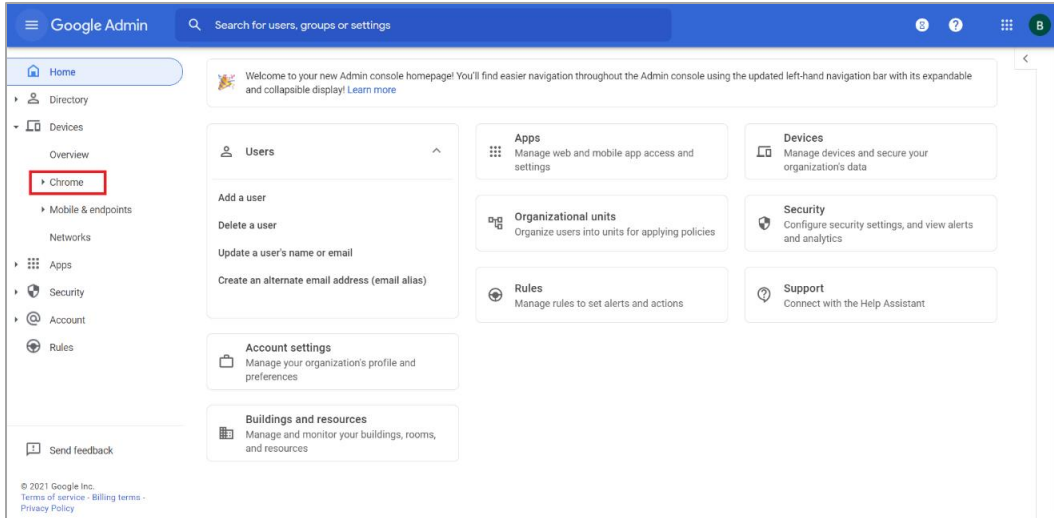 Google Admin
Search for users, groups or settings
B
Home
Directory
Devices
Overview
Chrome
Mobile & endpoints
Networks
Apps
Security
Account
Rules
Send feedback
© 2021 Google Inc.
Terms of service - Billing terms -
Privacy Policy
Welcome to your new Admin console homepage! You'll find easier navigation throughout the Admin console using the updated left-hand navigation bar with its expandable
and collapsible display! Learn more
Users
Add a user
Delete a user
Update a user's name or email
Create an alternate email address (email alias)
Account settings
Manage your organization's profile and
preferences
Buildings and resources
Manage and monitor your buildings, rooms,
and resources
Apps
Manage web and mobile app access and
settings
Organizational units
Organize users into units for applying policies
Rules
Manage rules to set alerts and actions
Devices
Manage devices and secure your
organization's data
Security
Configure security settings, and view alerts
and analytics
Support
Connect with the Help Assistant